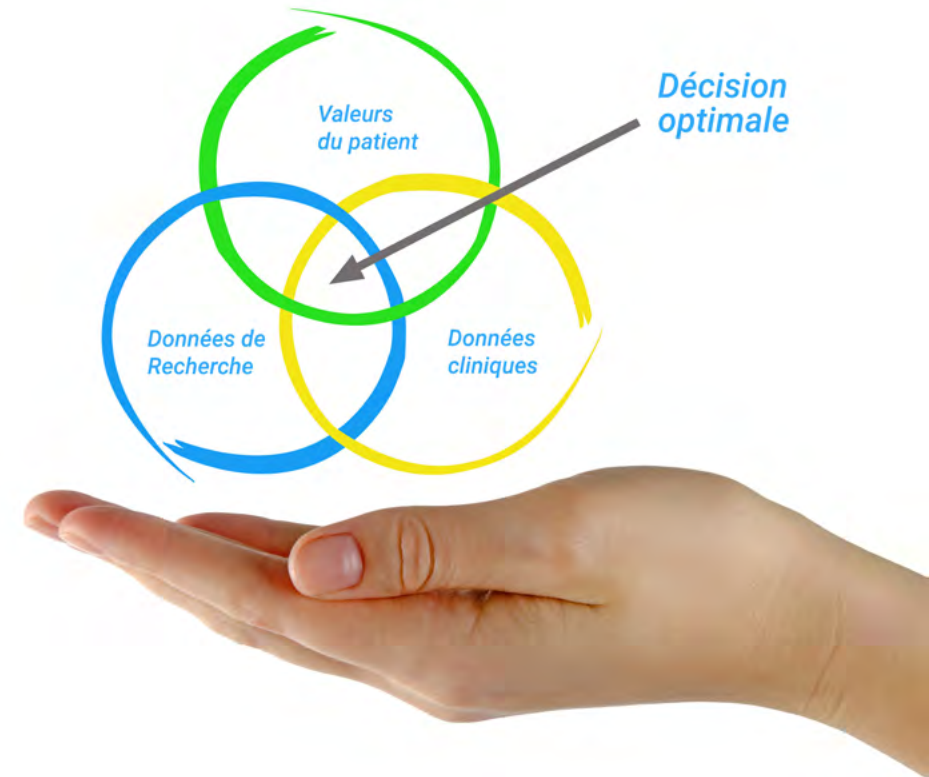 Valeurs
du patient
Décision
optimale
Données de
Recherche
Données
cliniques